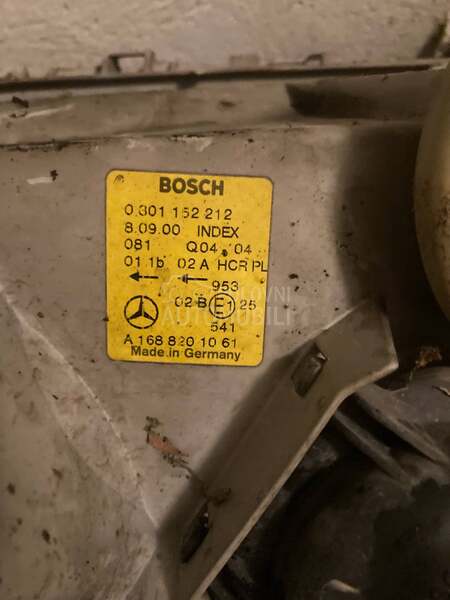 BOSCH
0 301 152 212
8.09.00 INDEX
081 Q04 04
01 1b 02 A HCR PL
953
02 B E1 25
541
A 168 820 10 61
Made in Germany